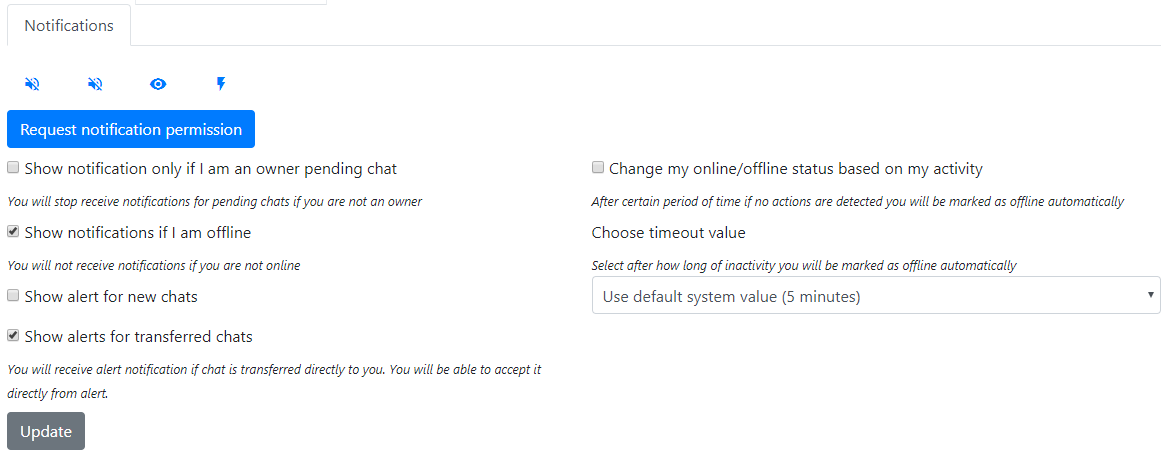 Notifications
Request notification permission
Show notification only if I am an owner pending chat
You will stop receive notifications for pending chats if you are not an owner
Show notifications if I am offline
You will not receive notifications if you are not online
Show alert for new chats
Show alerts for transferred chats
You will receive alert notification if chat is transferred directly to you. You will be able to accept it
directly from alert.
Update
Change my online/offline status based on my activity
After certain period of time if no actions are detected you will be marked as offline automatically
Choose timeout value
Select after how long of inactivity you will be marked as offline automatically
Use default system value (5 minutes)